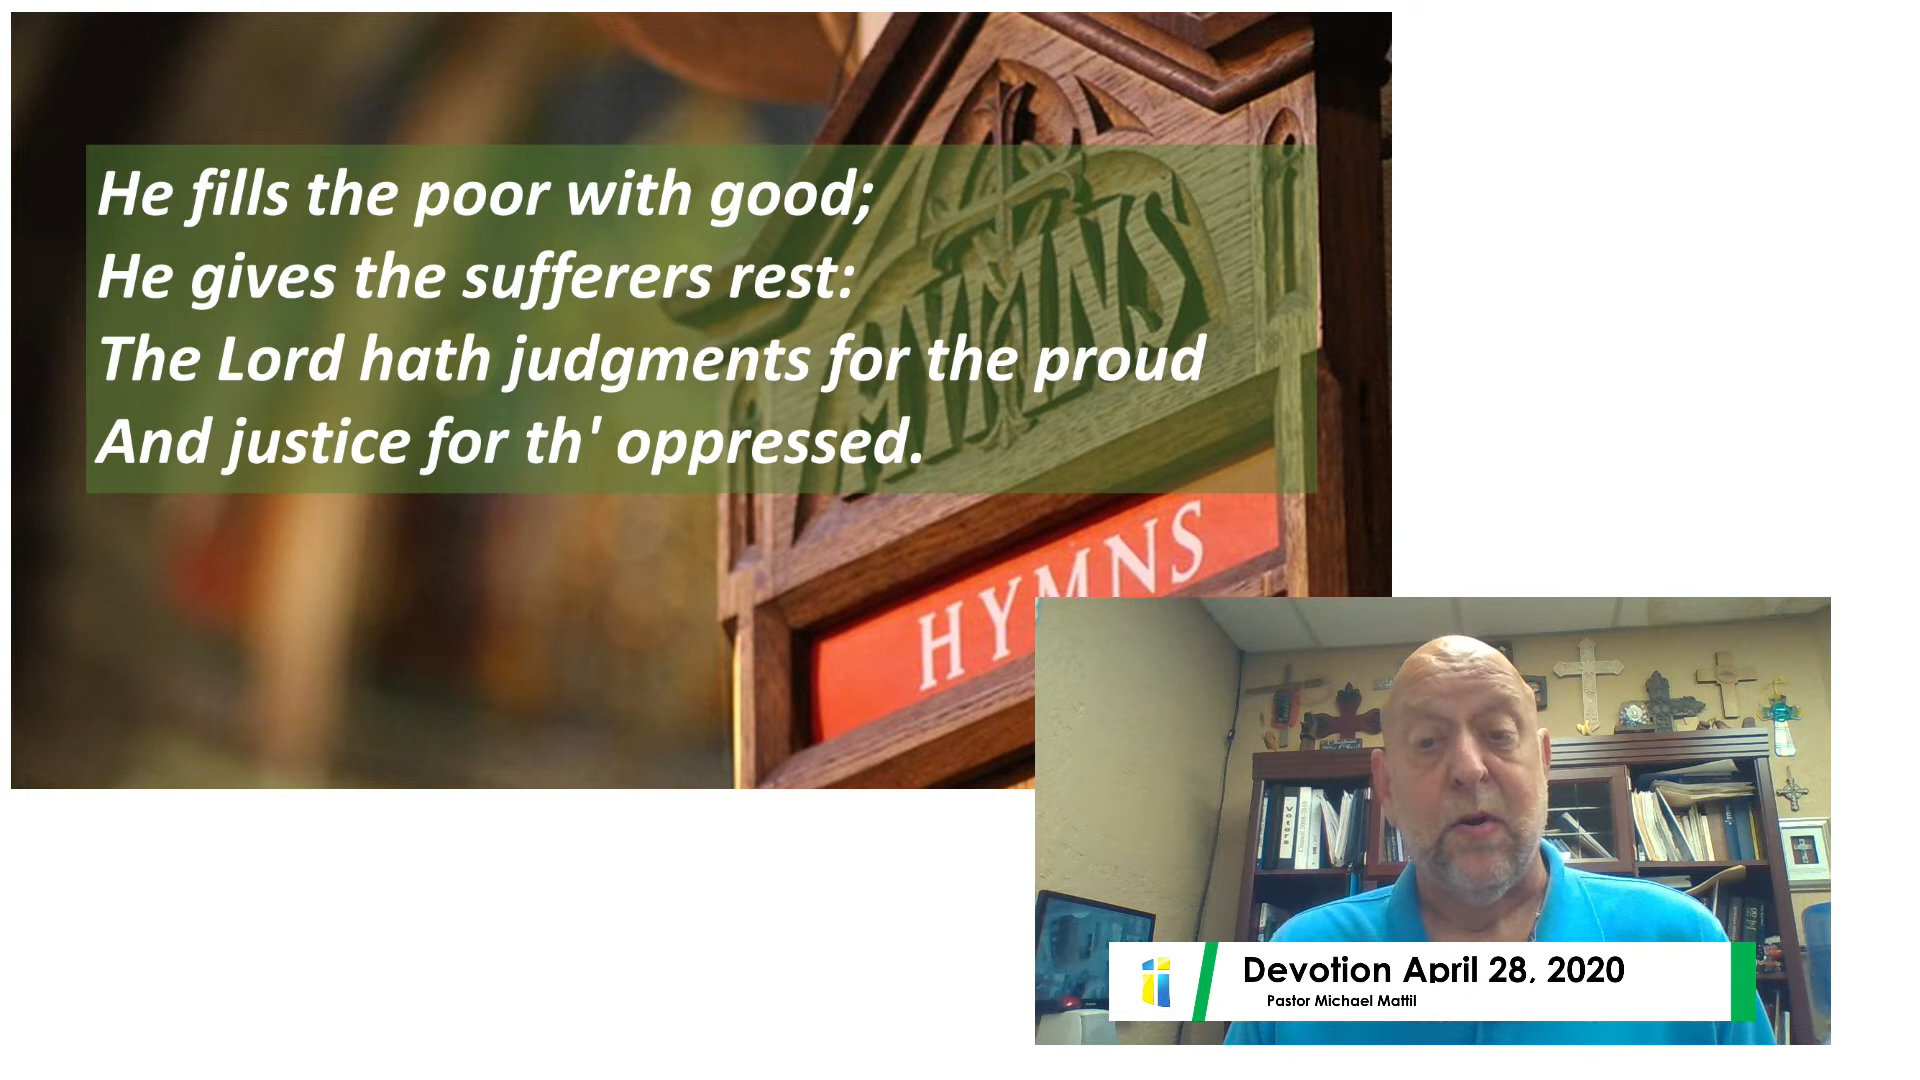 He fills the poor with good;
He gives the sufferers rest:
The Lord hath judgments for the proud
And justice for th' oppressed.
HYMNS
HYMNS
Devotion April 28, 2020
Pastor Michael Mattil